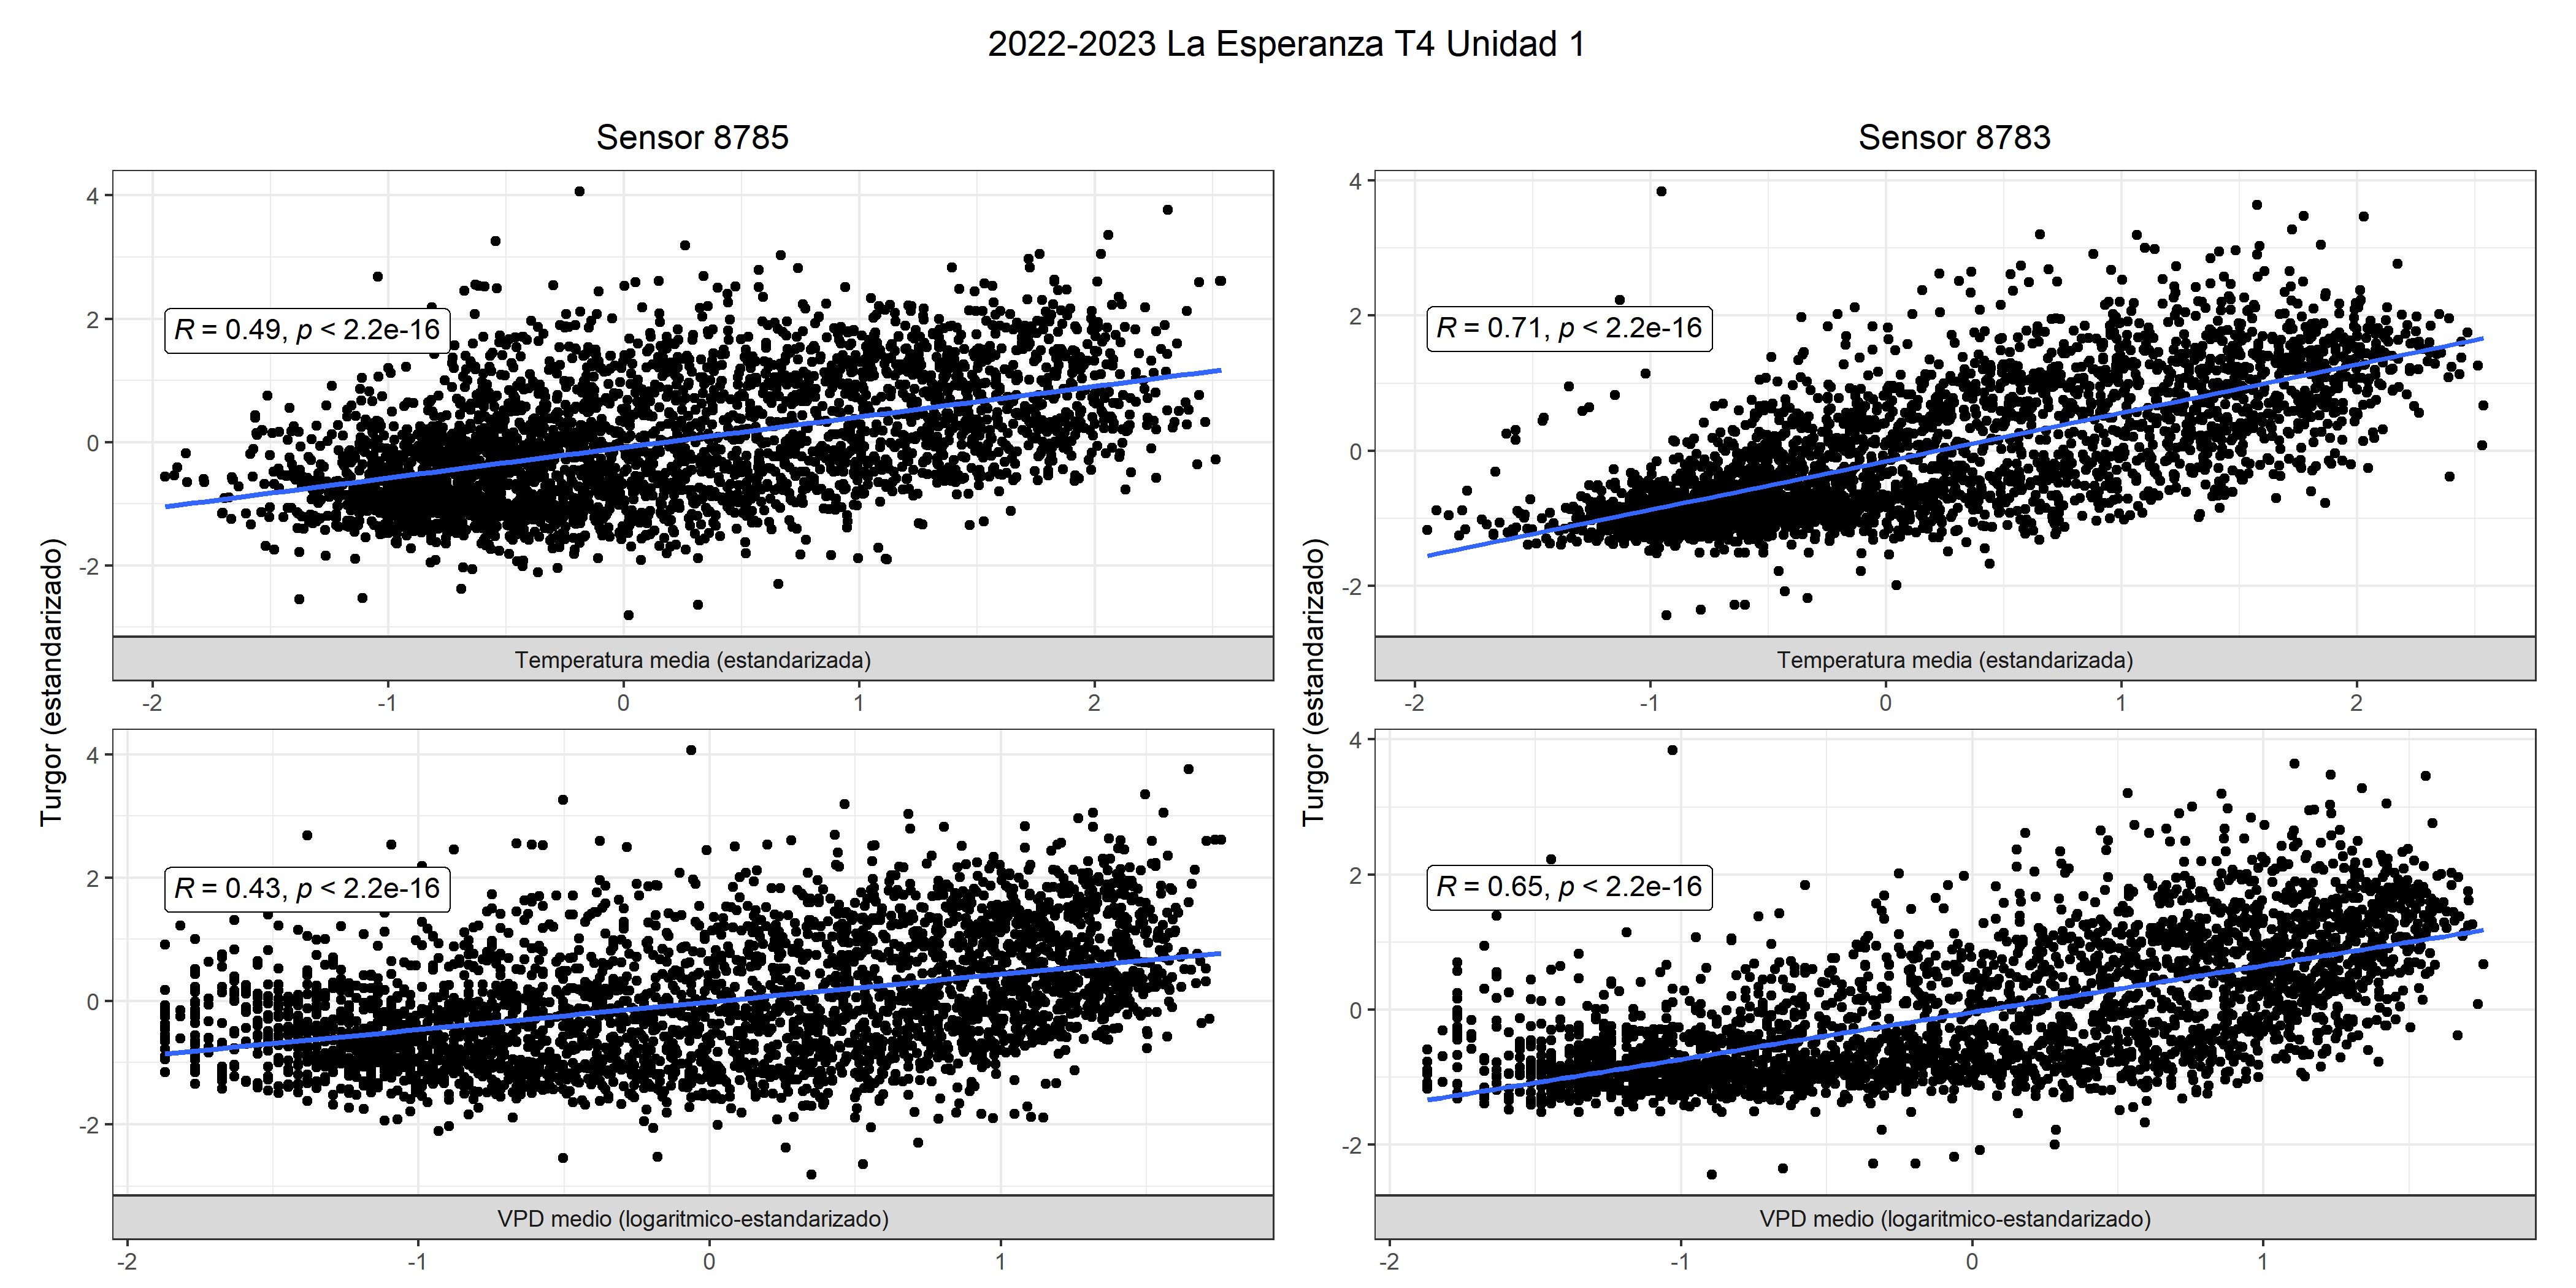 2022-2023 La Esperanza T4 Unidad 1
Sensor 8785
Turgor (estandarizado)
4
2
0
-2
R = 0.49, p < 2.2e-16
Temperatura media (estandarizada)
-2 -1 0 1 2
4
2
0
-2
R = 0.43, p < 2.2e-16
VPD medio (logaritmico-estandarizado)
-2 -1 0 1
Sensor 8783
Turgor (estandarizado)
4
2
0
-2
R = 0.71, p < 2.2e-16
Temperatura media (estandarizada)
-2 -1 0 1 2
4
2
0
-2
R = 0.65, p < 2.2e-16
VPD medio (logaritmico-estandarizado)
-2 -1 0 1